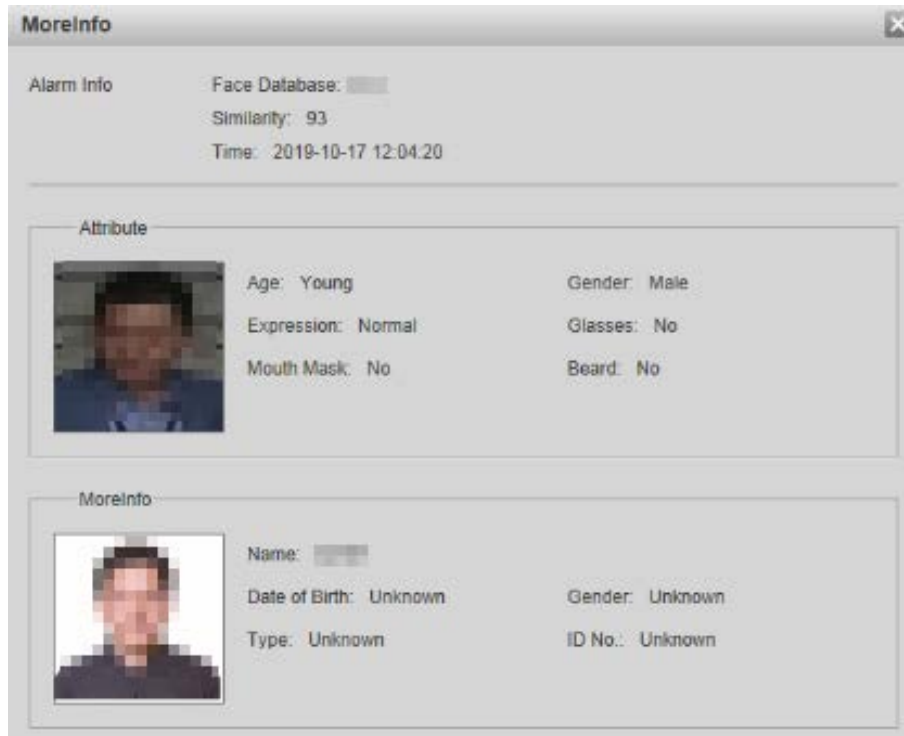 MoreInfo
Alarm Info Face Database:
Similarity: 93
Time: 2019-10-17 12:04:20
Attribute
Age: Young Gender: Male
Expression: Normal Glasses: No
Mouth Mask: No Beard: No
MoreInfo
Name:
Date of Birth: Unknown Gender: Unknown
Type: Unknown ID No.: Unknown